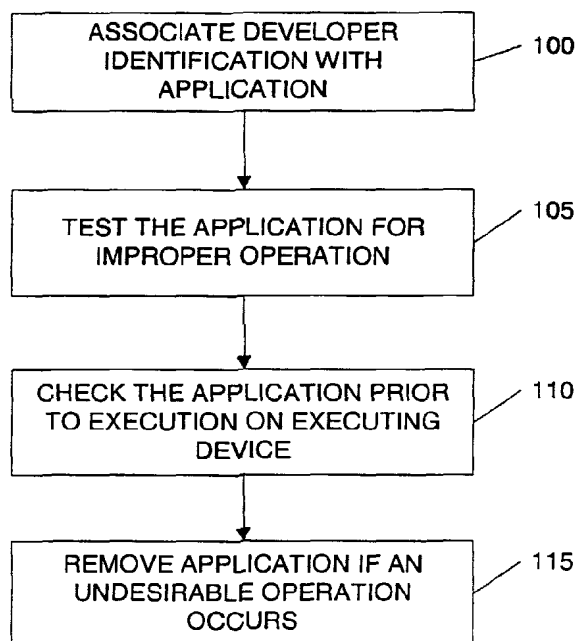 ASSOCIATE DEVELOPER
IDENTIFICATION WITH
APPLICATION
100
TEST THE APPLICATION FOR
IMPROPER OPERATION
105
CHECK THE APPLICATION PRIOR
TO EXECUTION ON EXECUTING
DEVICE
110
REMOVE APPLICATION IF AN
UNDESIRABLE OPERATION
OCCURS
115